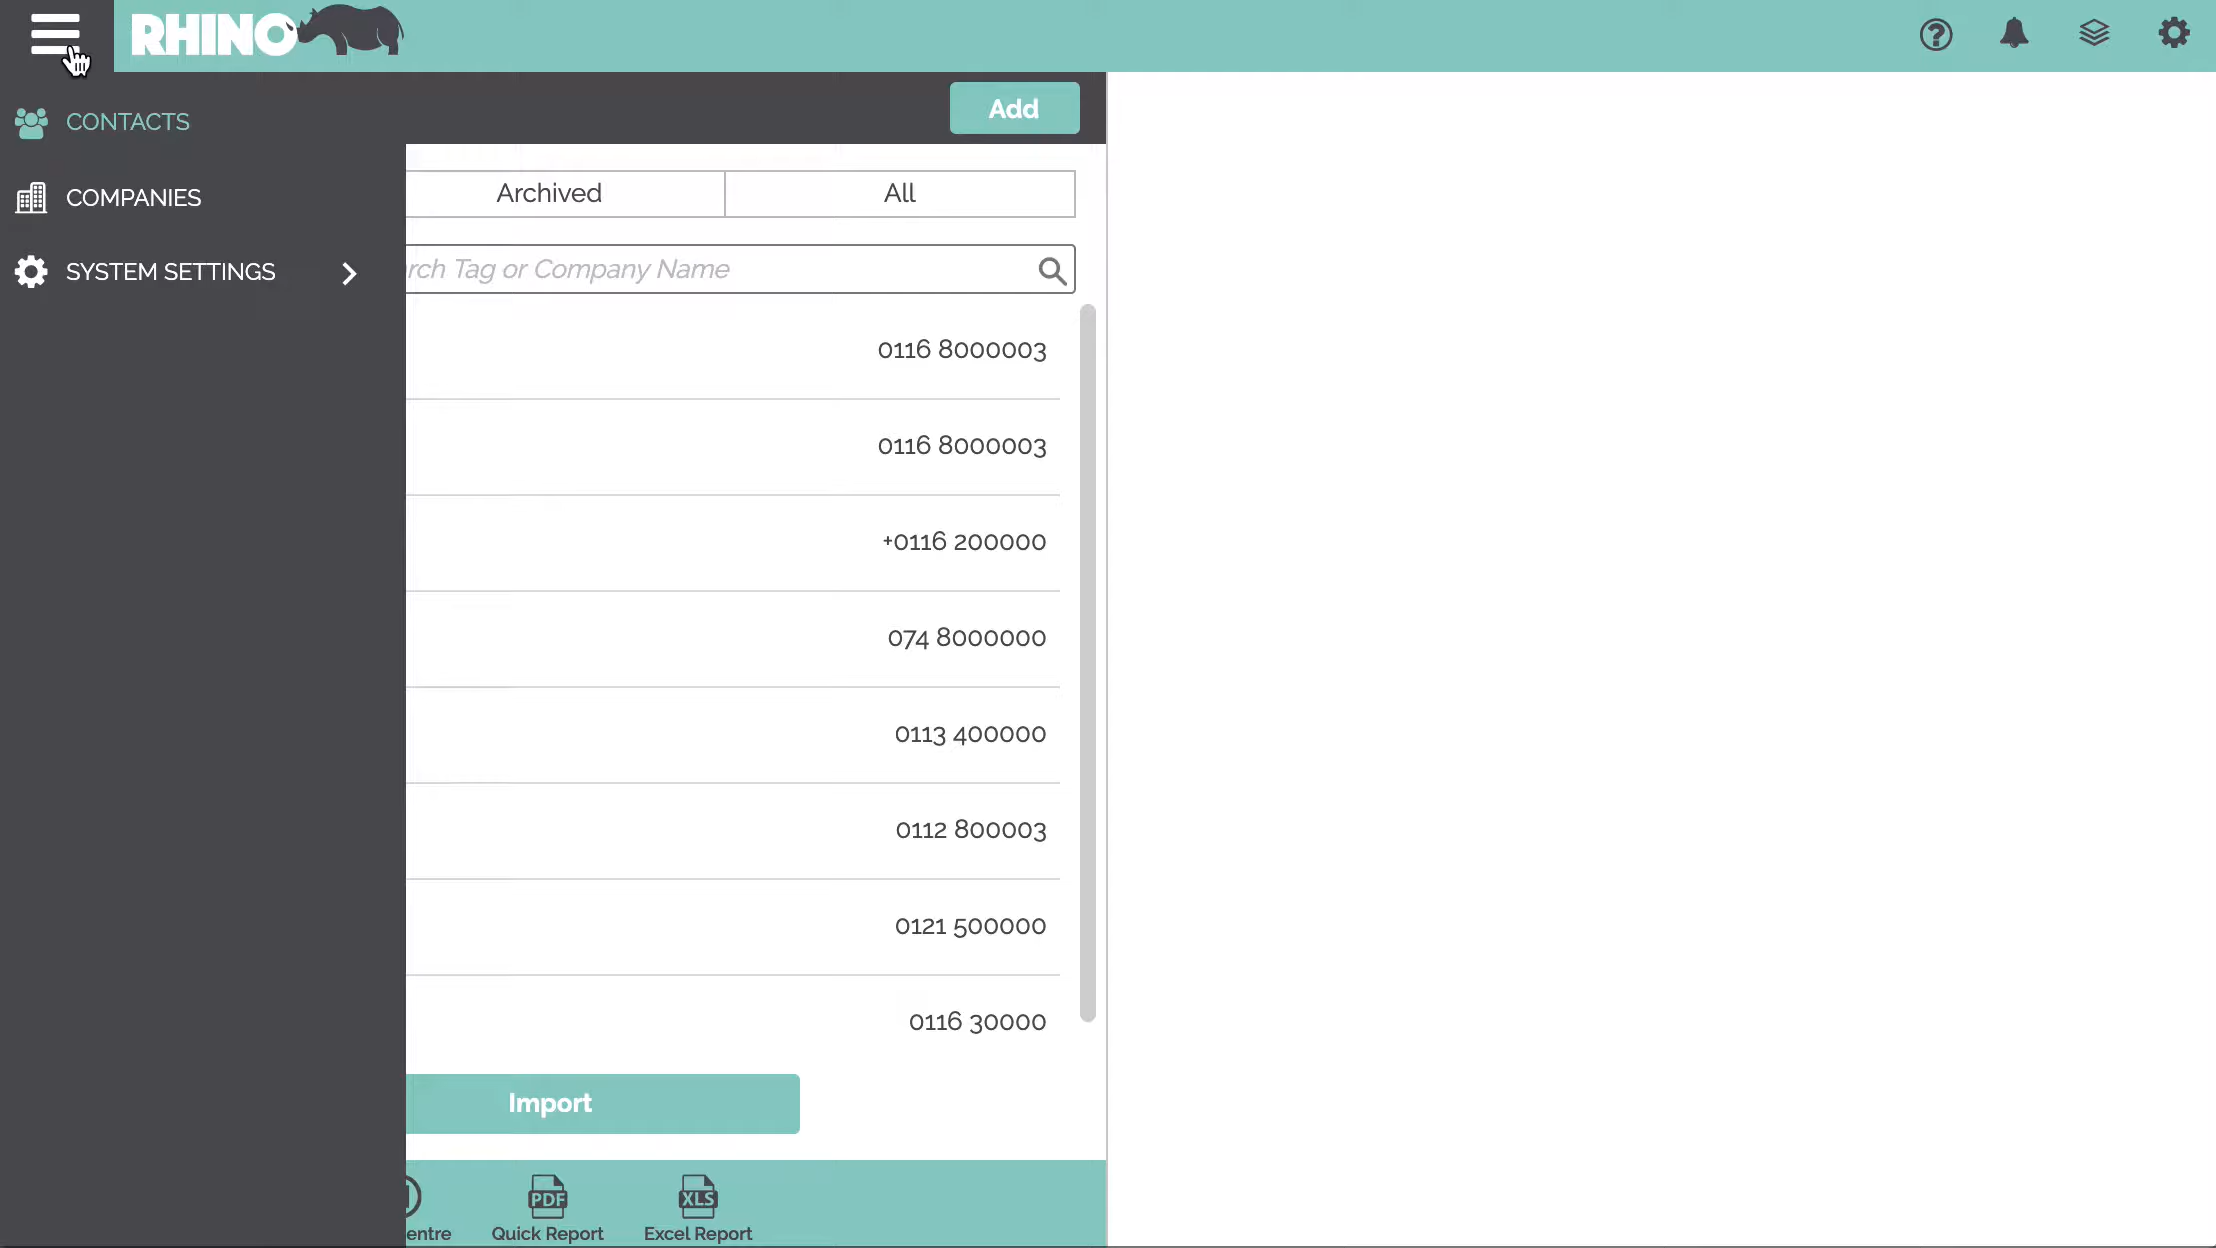 RHINO
CONTACTS
Add
COMPANIES
Archived
All
SYSTEM SETTINGS
rch Tag or Company Name
0116 8000003
0116 8000003
+0116 200000
074 8000000
0113 400000
0112 800003
0121 500000
0116 30000
Import
PDF
XLS
entre
Quick Report
Excel Report